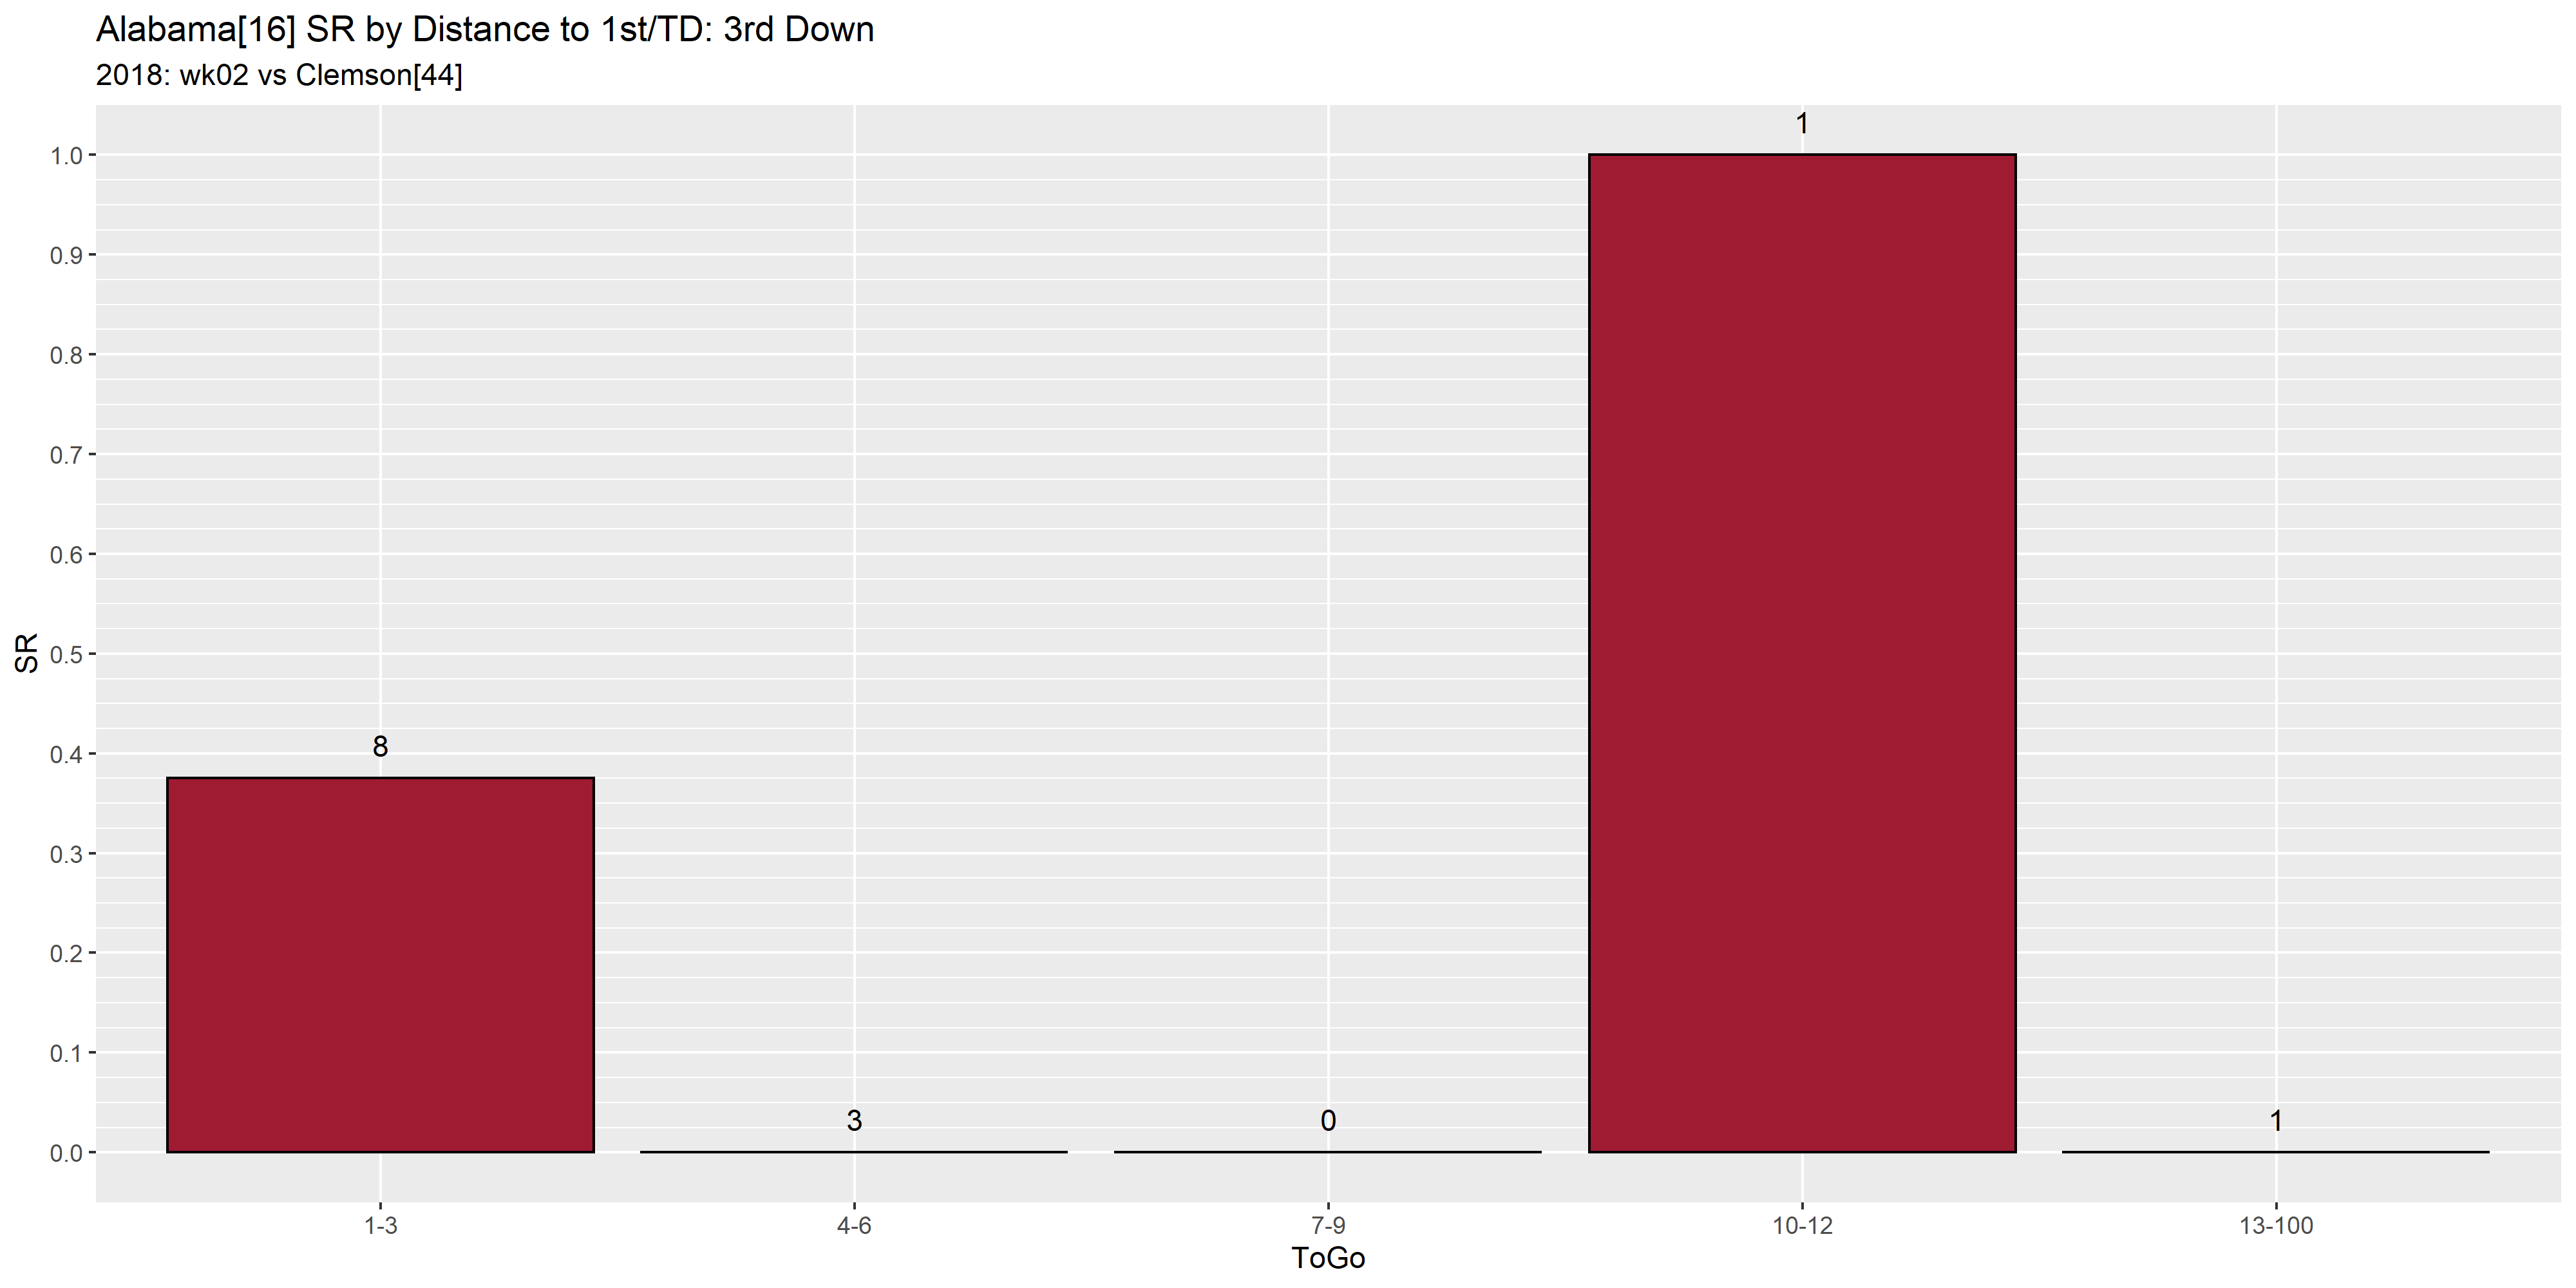 Alabama[16] SR by Distance to 1st/TD: 3rd Down
2018: wk02 vs Clemson[44]
1
1.0
0.9
0.8
0.7
0.6
0.5
SR
8
0.4
0.3
0.2
0.1
3 0 1
0.0
1-3 4-6 7-9 10-12 13-100
ToGo